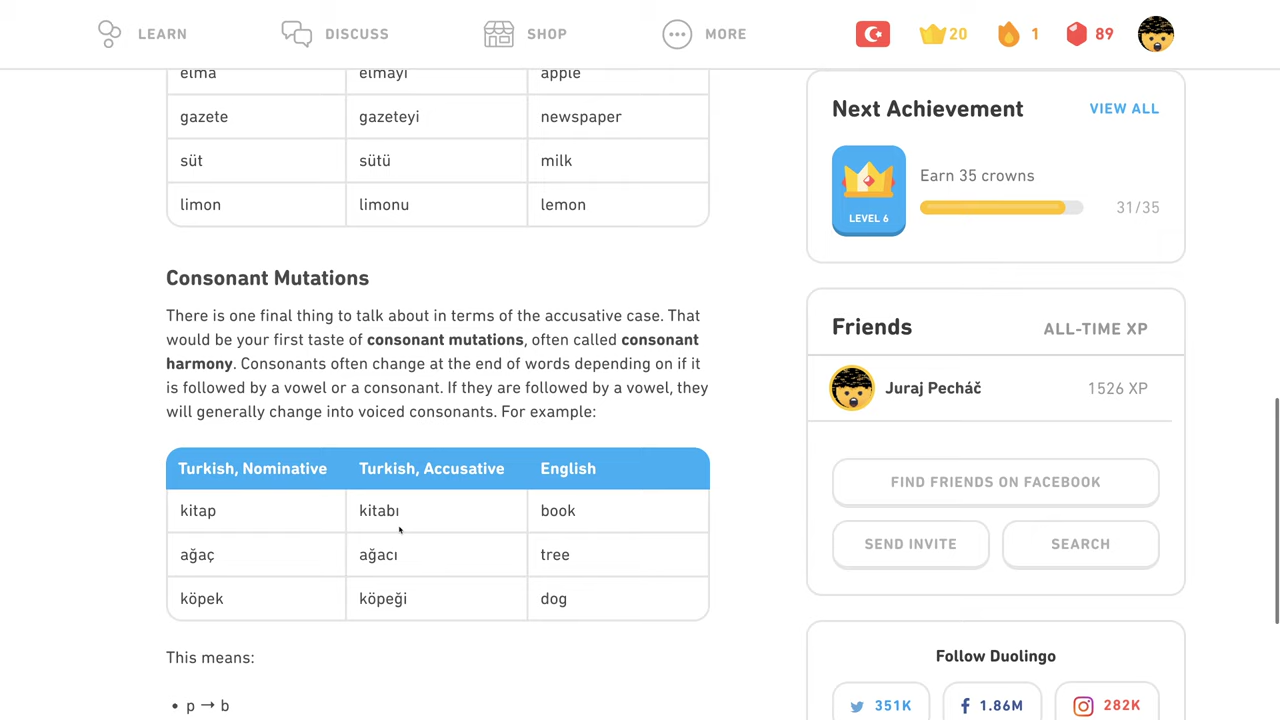 LEARN
DISCUSS
SHOP
MORE
20
1
89
elma elmayı apple
gazete gazeteyi newspaper
süt sütü milk
limon limonu lemon
Consonant Mutations
There is one final thing to talk about in terms of the accusative case. That
would be your first taste of consonant mutations, often called consonant
harmony. Consonants often change at the end of words depending on if it
is followed by a vowel or a consonant. If they are followed by a vowel, they
will generally change into voiced consonants. For example:
Turkish, Nominative Turkish, Accusative English
kitap kitabı book
ağaç ağacı tree
köpek köpeği dog
This means:
• p → b
Next Achievement VIEW ALL
LEVEL 6
Earn 35 crowns
31/35
Friends ALL-TIME XP
Juraj Pecháč 1526 XP
FIND FRIENDS ON FACEBOOK
SEND INVITE SEARCH
Follow Duolingo
351K 1.86M 282K